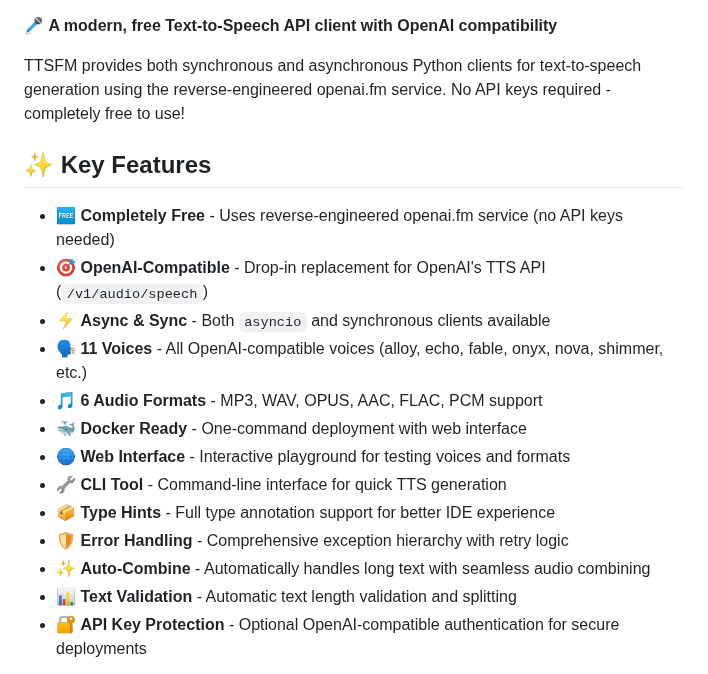 🎤 A modern, free Text-to-Speech API client with OpenAI compatibility
TTSFM provides both synchronous and asynchronous Python clients for text-to-speech
generation using the reverse-engineered openai.fm service. No API keys required -
completely free to use!
✨ Key Features
• 🆓 Completely Free - Uses reverse-engineered openai.fm service (no API keys
needed)
• 🎯 OpenAI-Compatible - Drop-in replacement for OpenAI's TTS API
(/v1/audio/speech)
• ⚡ Async & Sync - Both asyncio and synchronous clients available
• 🗣️ 11 Voices - All OpenAI-compatible voices (alloy, echo, fable, onyx, nova, shimmer,
etc.)
• 🎵 6 Audio Formats - MP3, WAV, OPUS, AAC, FLAC, PCM support
• 🐳 Docker Ready - One-command deployment with web interface
• 🌐 Web Interface - Interactive playground for testing voices and formats
• 🔧 CLI Tool - Command-line interface for quick TTS generation
• 📦 Type Hints - Full type annotation support for better IDE experience
• 🛡️ Error Handling - Comprehensive exception hierarchy with retry logic
• ✨ Auto-Combine - Automatically handles long text with seamless audio combining
• 📊 Text Validation - Automatic text length validation and splitting
• 🔐 API Key Protection - Optional OpenAI-compatible authentication for secure
deployments